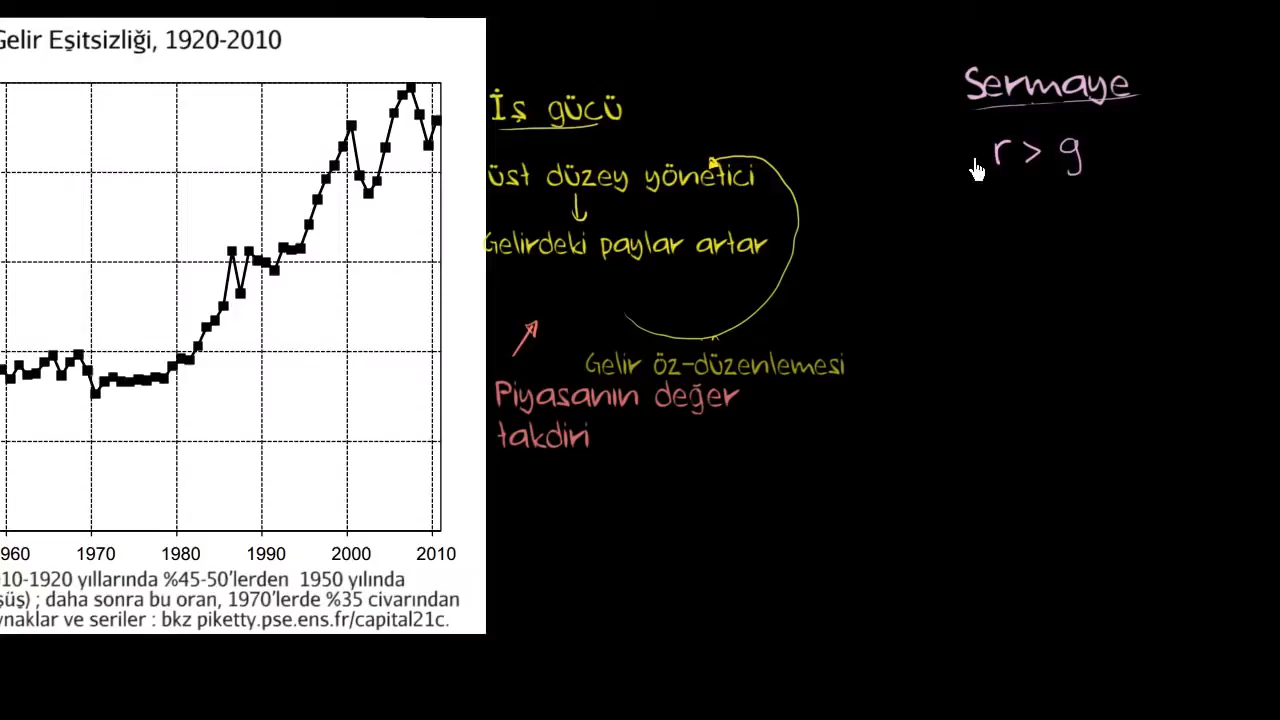 Gelir Eşitsizliği, 1920-2010
960 1970 1980 1990 2000 2010
10-1920 yıllarında %45-50'lerden 1950 yılında
şüş) ; daha sonra bu oran, 1970'lerde %35 civarından
ynaklar ve seriler : bkz piketty.pse.ens.fr/capital21c.
İş gücü
üst düzey yönetici
Gelirdeki paylar artar
Gelir öz-düzenlemesi
Piyasanın değer
takdiri
Sermaye
r > g